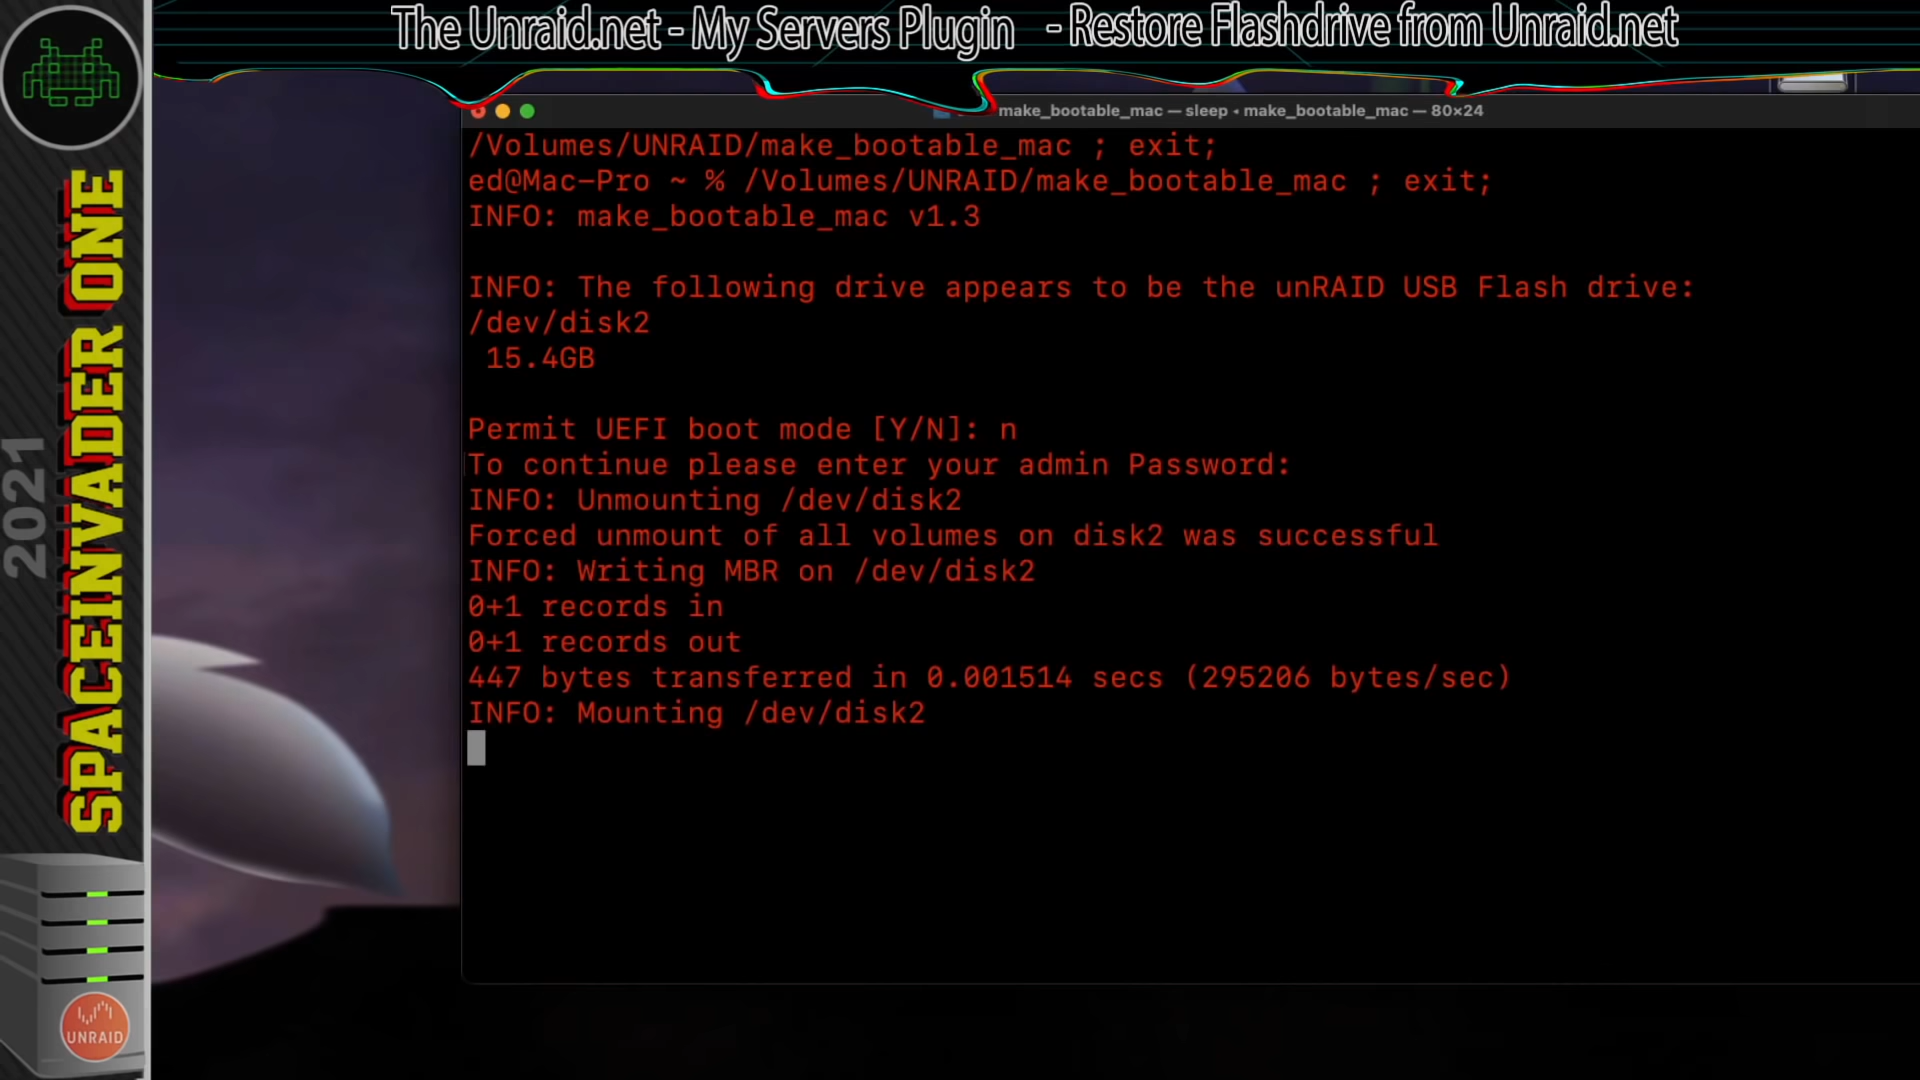 The Unraid.net - My Servers Plugin - Restore Flashdrive from Unraid.net
make_bootable_mac — sleep ◂ make_bootable_mac — 80×24
/Volumes/UNRAID/make_bootable_mac ; exit;
ed@Mac-Pro ~ % /Volumes/UNRAID/make_bootable_mac ; exit;
INFO: make_bootable_mac v1.3
INFO: The following drive appears to be the unRAID USB Flash drive:
/dev/disk2
15.4GB
Permit UEFI boot mode [Y/N]: n
To continue please enter your admin Password:
INFO: Unmounting /dev/disk2
Forced unmount of all volumes on disk2 was successful
INFO: Writing MBR on /dev/disk2
0+1 records in
0+1 records out
447 bytes transferred in 0.001514 secs (295206 bytes/sec)
INFO: Mounting /dev/disk2
SPACEINVADER ONE
2021
UNRAID